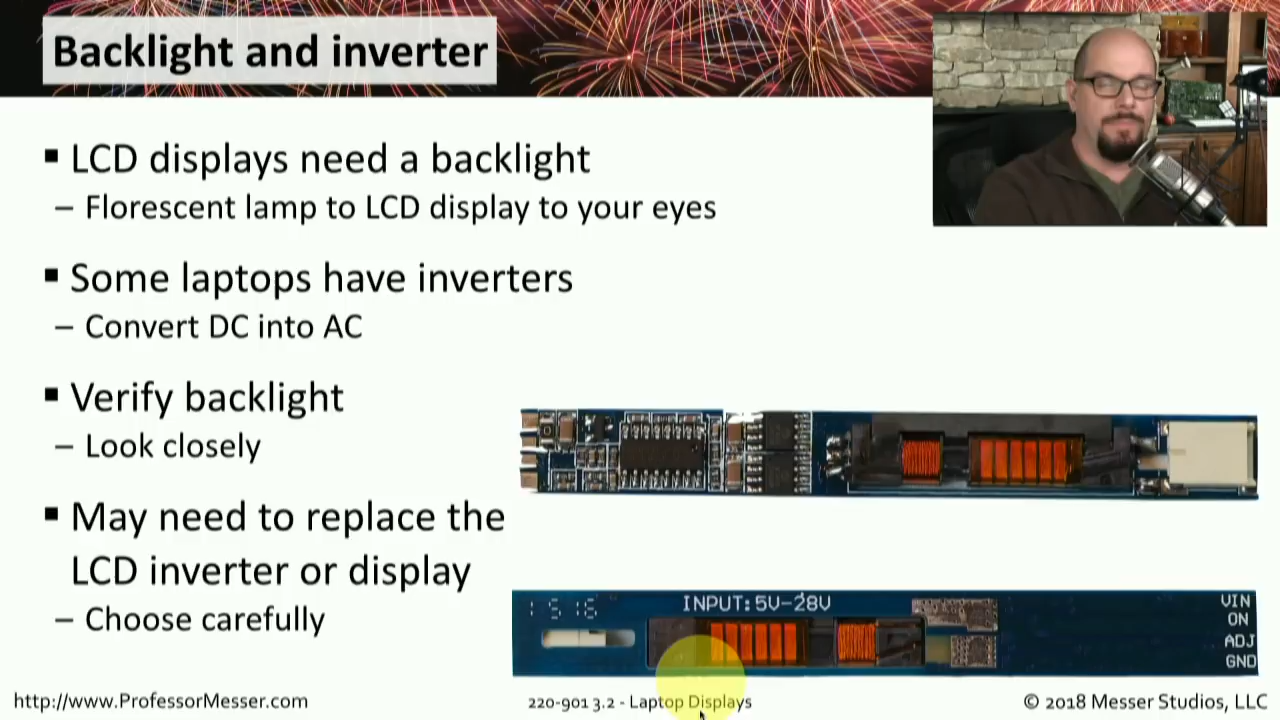 Backlight and inverter
▪ LCD displays need a backlight
– Florescent lamp to LCD display to your eyes
▪ Some laptops have inverters
– Convert DC into AC
▪ Verify backlight
– Look closely
▪ May need to replace the
LCD inverter or display
– Choose carefully
INPUT:5V-28V
VIN
ON
ADJ
GND
http://www.ProfessorMesser.com
220-901 3.2 - Laptop Displays
© 2018 Messer Studios, LLC